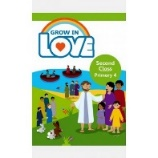 GROW IN
LOVE
Second
Class
Primary 4